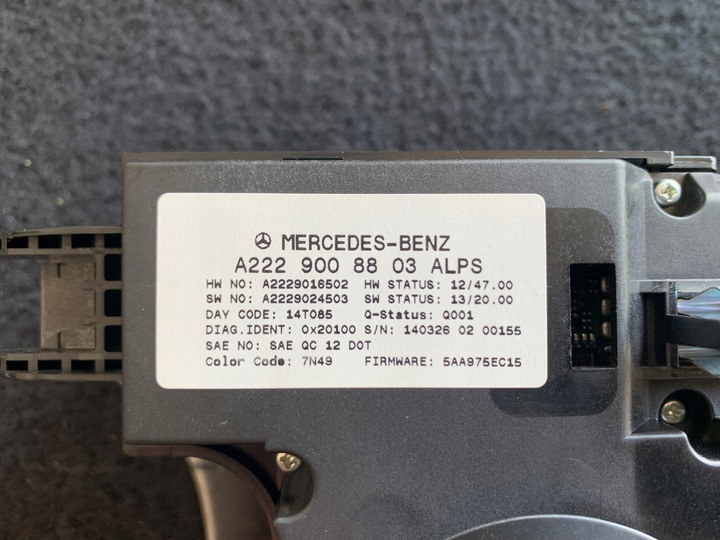 MERCEDES-BENZ
A222 900 88 03 ALPS
HW NO: A2229016502 HW STATUS: 12/47.00
SW NO: A2229024503 SW STATUS: 13/20.00
DAY CODE: 14T085 Q-Status: Q001
DIAG.IDENT: 0x20100 S/N: 140326 02 00155
SAE NO: SAE QC 12 DOT
Color Code: 7N49 FIRMWARE: 5AA975EC15